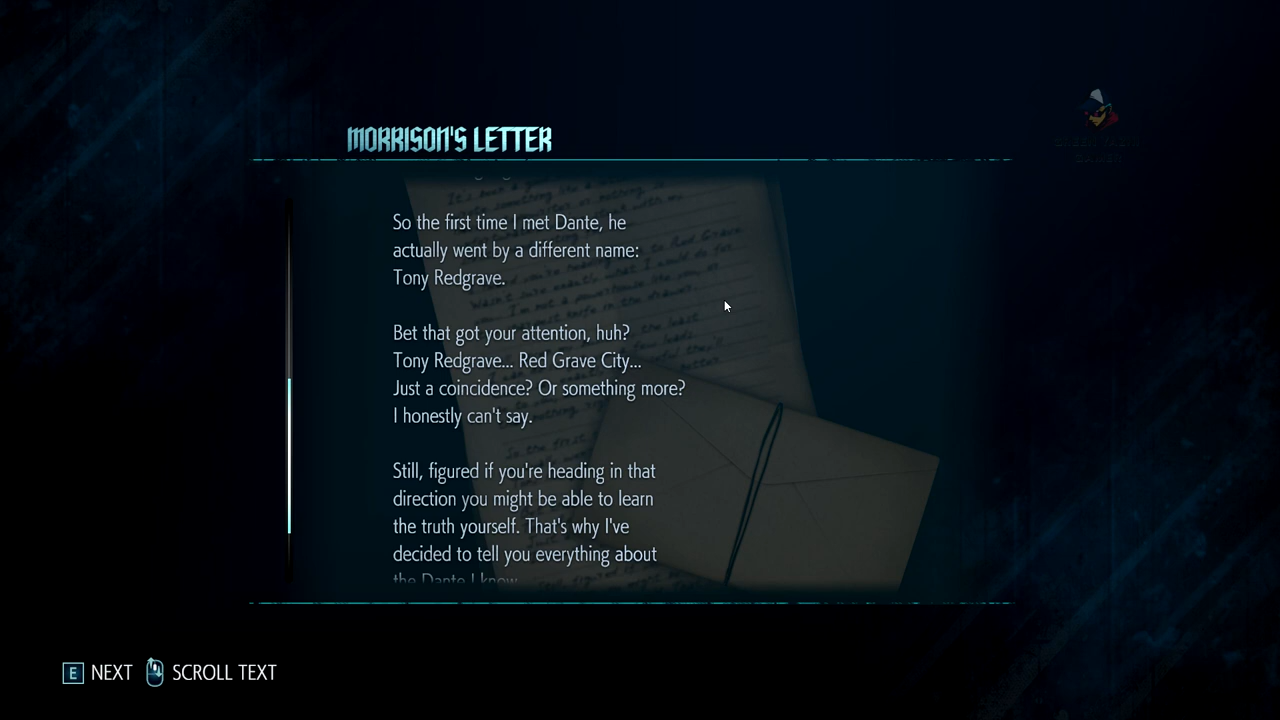 MORRISON'S LETTER
So the first time I met Dante, he
actually went by a different name:
Tony Redgrave.
Bet that got your attention, huh?
Tony Redgrave... Red Grave City...
Just a coincidence? Or something more?
I honestly can't say.
Still, figured if you're heading in that
direction you might be able to learn
the truth yourself. That's why I've
decided to tell you everything about
the Dante I know
E NEXT SCROLL TEXT